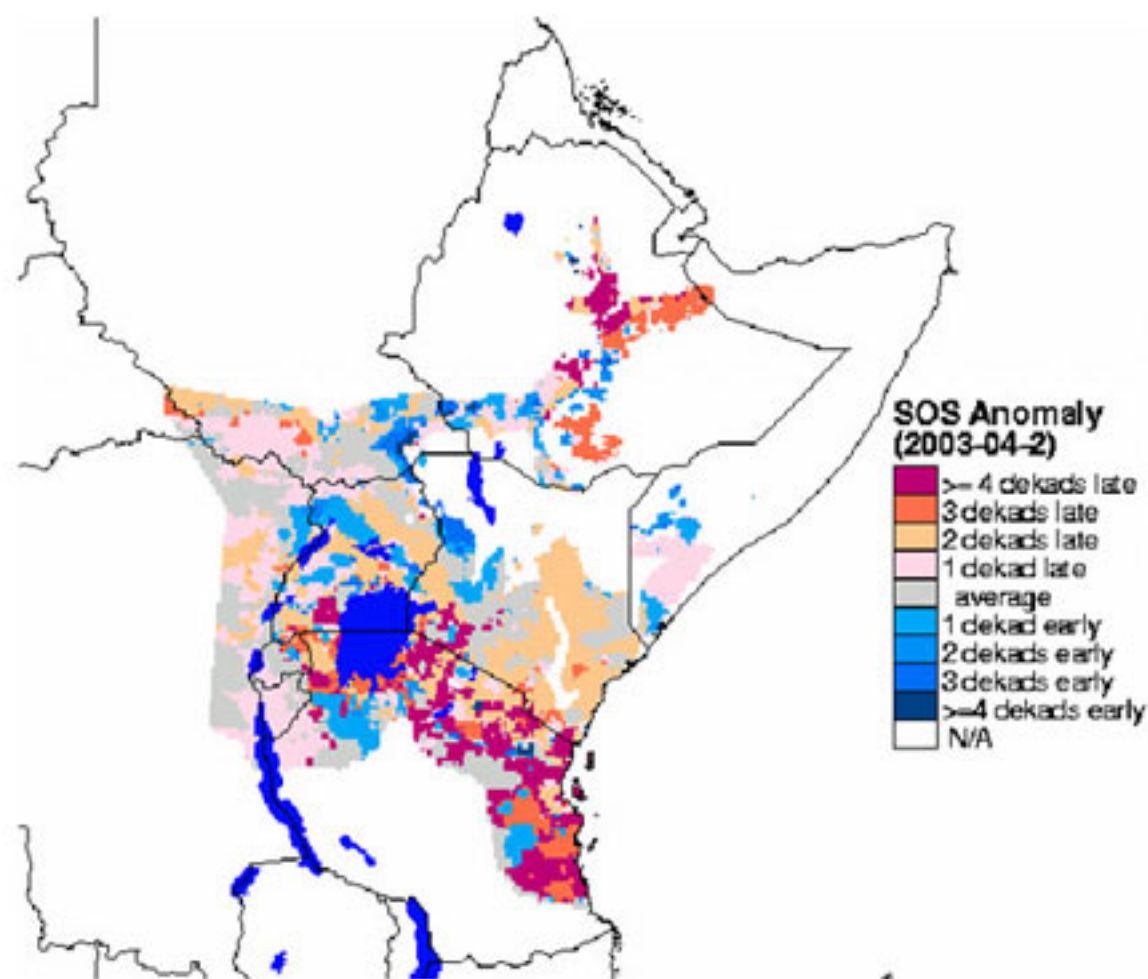 SOS Anomaly
(2003-04-2)
>= 4 dekads late
3 dekads late
2 dekads late
1 dekad late
average
1 dekad early
2 dekads early
3 dekads early
>=4 dekads early
N/A